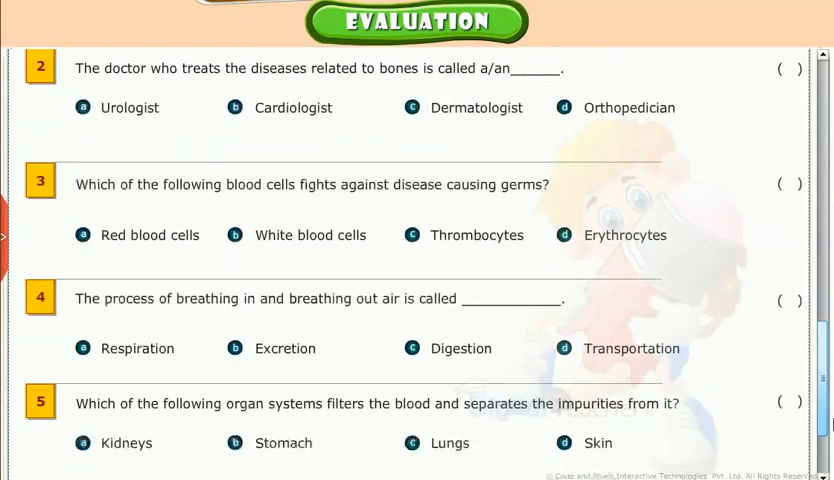 EVALUATION
2 The doctor who treats the diseases related to bones is called a/an______. ( )
a Urologist b Cardiologist c Dermatologist d Orthopedician
3 Which of the following blood cells fights against disease causing germs? ( )
a Red blood cells b White blood cells c Thrombocytes d Erythrocytes
4 The process of breathing in and breathing out air is called ____________. ( )
a Respiration b Excretion c Digestion d Transportation
5 Which of the following organ systems filters the blood and separates the impurities from it? ( )
a Kidneys b Stomach c Lungs d Skin
© Code and Pixels Interactive Technologies Pvt. Ltd. All Rights Reserved